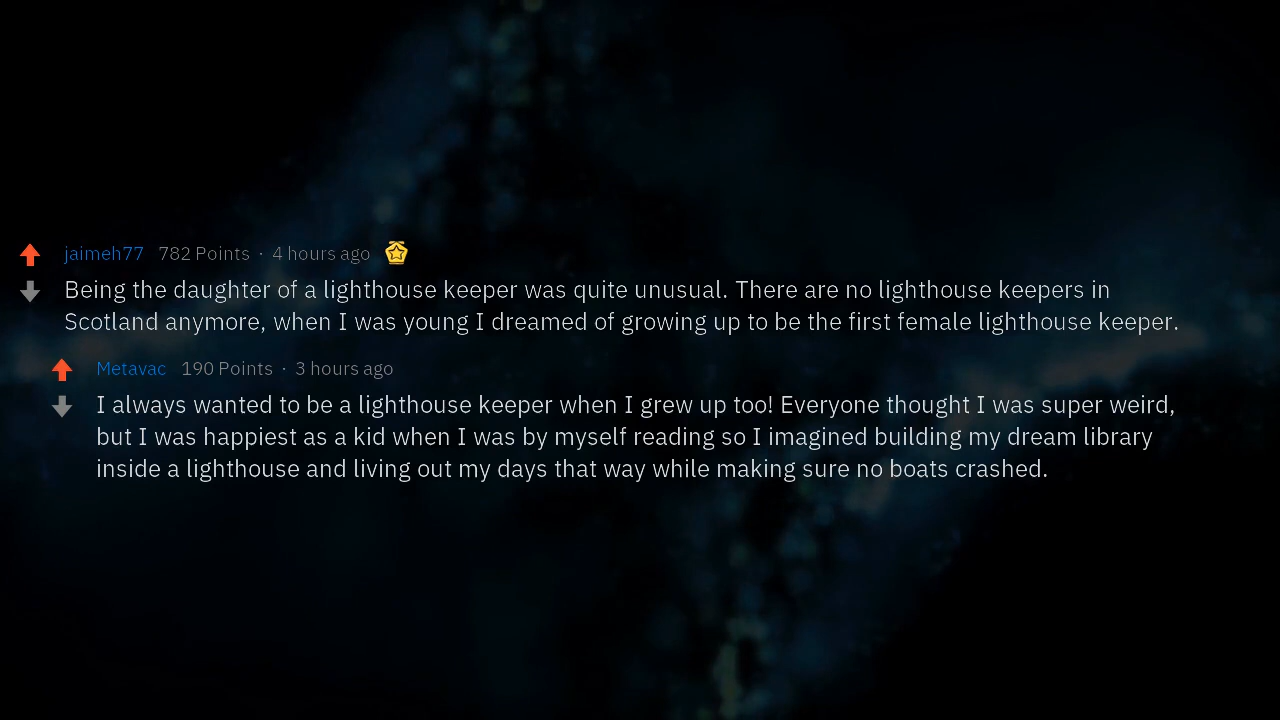 jaimeh77 782 Points · 4 hours ago
Being the daughter of a lighthouse keeper was quite unusual. There are no lighthouse keepers in
Scotland anymore, when I was young I dreamed of growing up to be the first female lighthouse keeper.
Metavac 190 Points · 3 hours ago
I always wanted to be a lighthouse keeper when I grew up too! Everyone thought I was super weird,
but I was happiest as a kid when I was by myself reading so I imagined building my dream library
inside a lighthouse and living out my days that way while making sure no boats crashed.